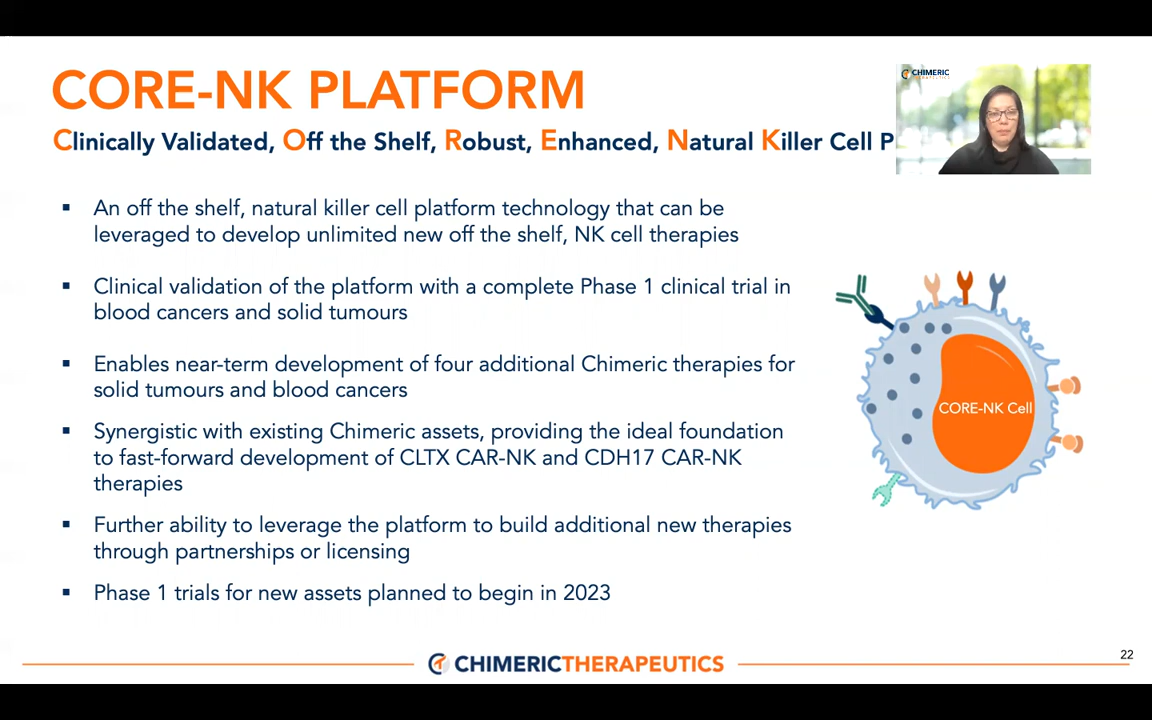 CORE-NK PLATFORM
Clinically Validated, Off the Shelf, Robust, Enhanced, Natural Killer Cell P
CHIMERIC
THERAPEUTICS
▪ An off the shelf, natural killer cell platform technology that can be
leveraged to develop unlimited new off the shelf, NK cell therapies
▪ Clinical validation of the platform with a complete Phase 1 clinical trial in
blood cancers and solid tumours
▪ Enables near-term development of four additional Chimeric therapies for
solid tumours and blood cancers
▪ Synergistic with existing Chimeric assets, providing the ideal foundation
to fast-forward development of CLTX CAR-NK and CDH17 CAR-NK
therapies
▪ Further ability to leverage the platform to build additional new therapies
through partnerships or licensing
▪ Phase 1 trials for new assets planned to begin in 2023
CORE-NK Cell
CHIMERICTHERAPEUTICS
22